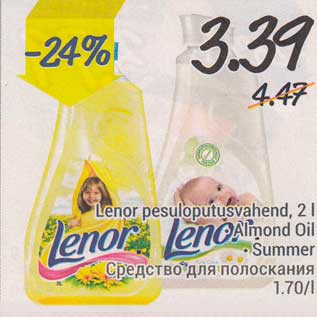 -24%
3.39
4.47
Lenor pesuloputusvahend, 2 l
Lenor Lenor
• Almond Oil
• Summer
Средство для полоскания
1.70/l